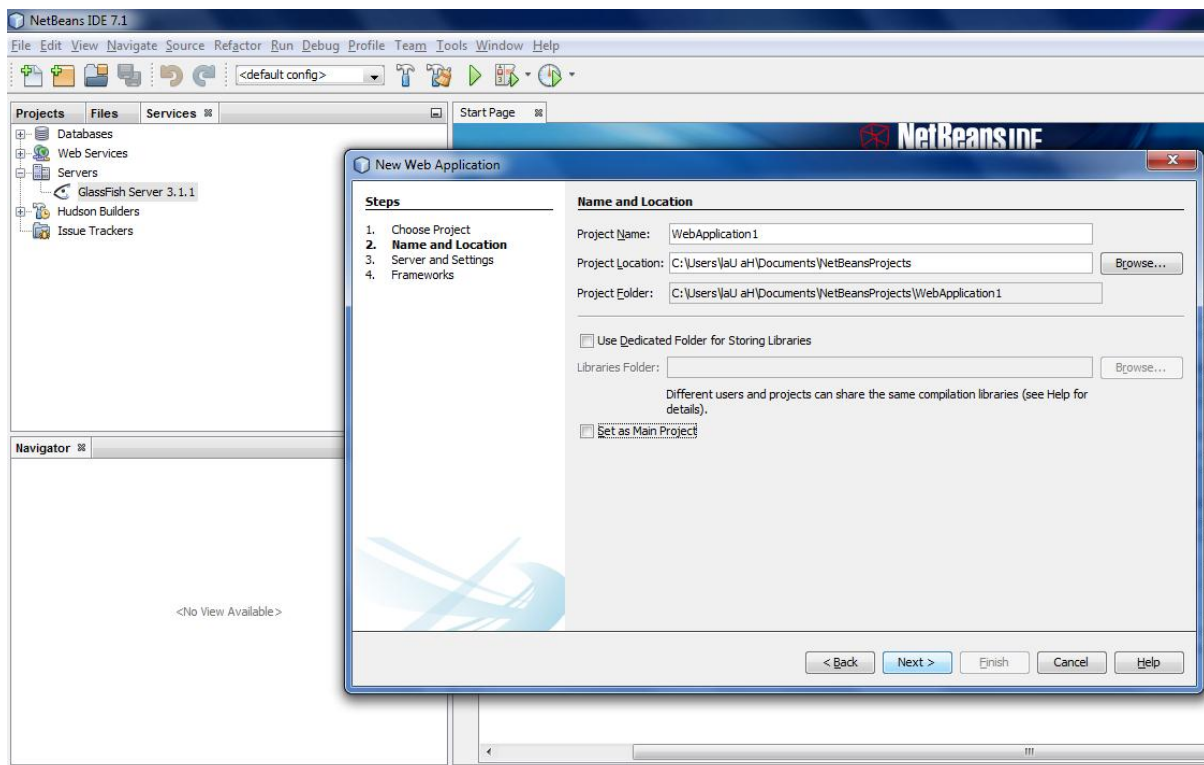 NetBeans IDE 7.1
File Edit View Navigate Source Refactor Run Debug Profile Team Tools Window Help
<default config>
Projects Files Services
Start Page
Databases
Web Services
Servers
GlassFish Server 3.1.1
Hudson Builders
Issue Trackers
NetBeans IDE
New Web Application
Steps
1. Choose Project
2. Name and Location
3. Server and Settings
4. Frameworks
Name and Location
Project Name: WebApplication1
Project Location: C:\Users\laU aH\Documents\NetBeansProjects Browse...
Project Folder: C:\Users\laU aH\Documents\NetBeansProjects\WebApplication1
Use Dedicated Folder for Storing Libraries
Libraries Folder: Browse...
Different users and projects can share the same compilation libraries (see Help for
details).
Set as Main Project
< Back Next > Finish Cancel Help
Navigator
<No View Available>